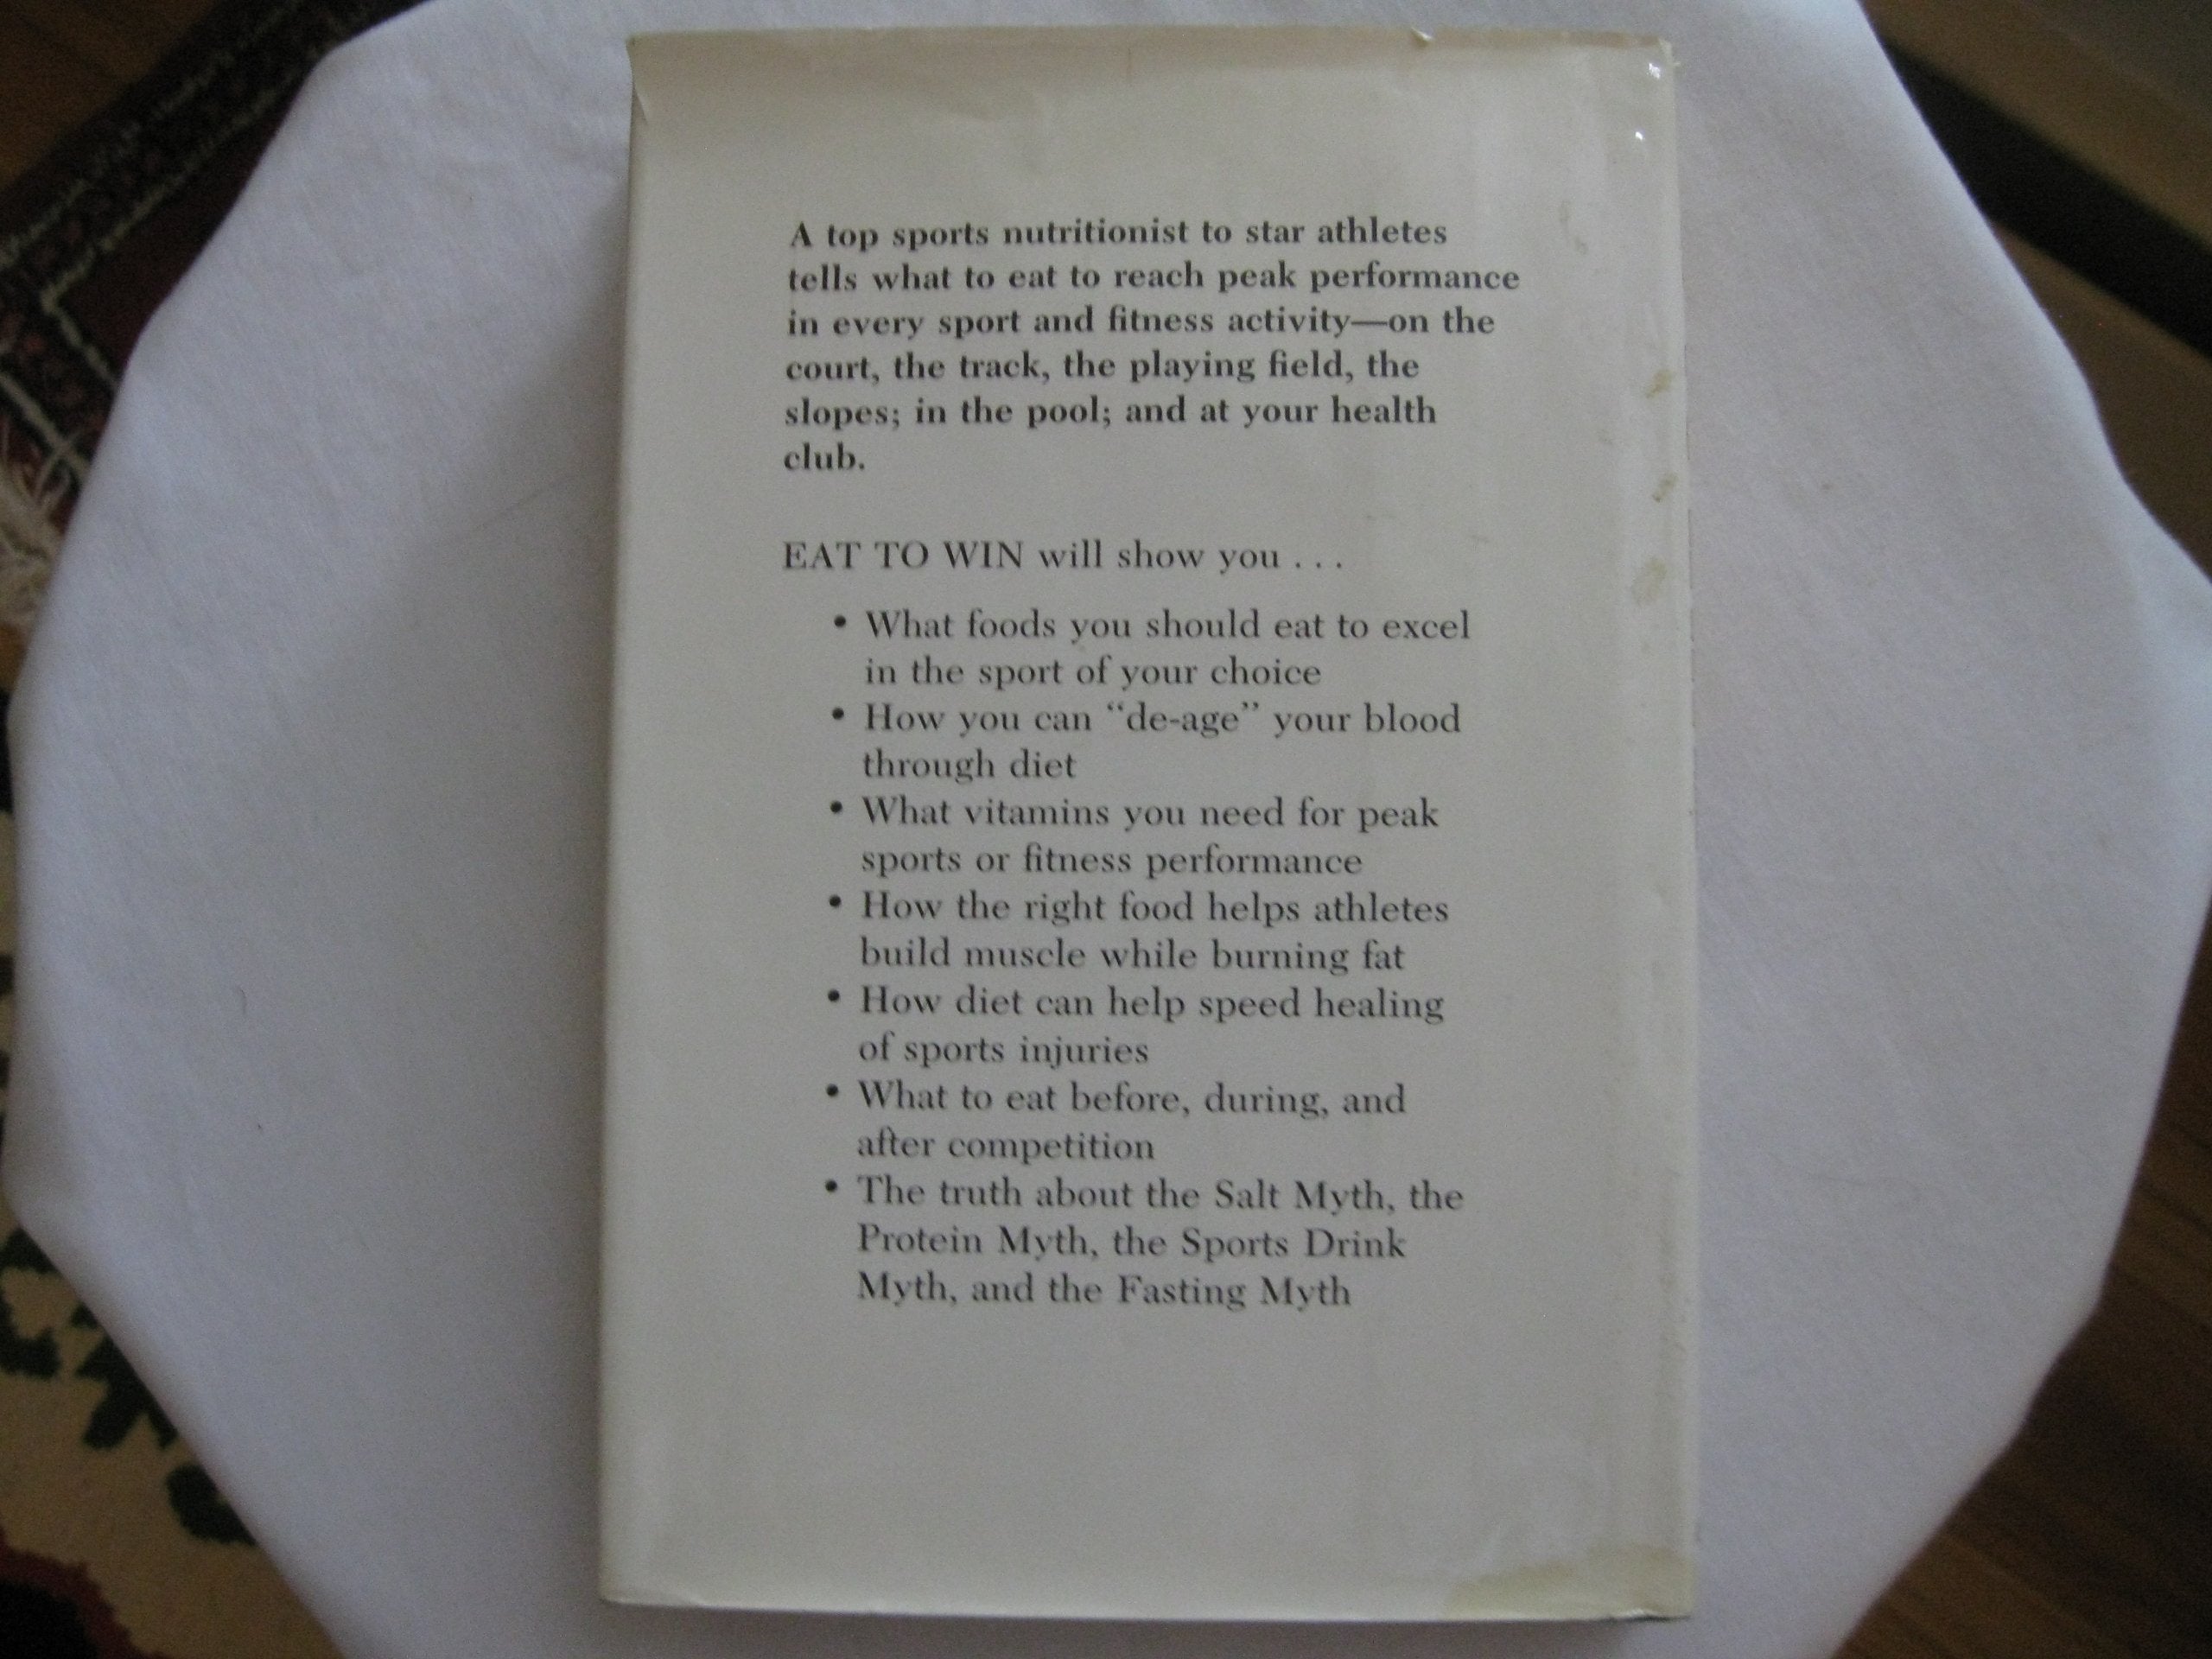 A top sports nutritionist to star athletes
tells what to eat to reach peak performance
in every sport and fitness activity—on the
court, the track, the playing field, the
slopes; in the pool; and at your health
club.
EAT TO WIN will show you . . .
• What foods you should eat to excel
in the sport of your choice
• How you can “de-age” your blood
through diet
• What vitamins you need for peak
sports or fitness performance
• How the right food helps athletes
build muscle while burning fat
• How diet can help speed healing
of sports injuries
• What to eat before, during, and
after competition
• The truth about the Salt Myth, the
Protein Myth, the Sports Drink
Myth, and the Fasting Myth